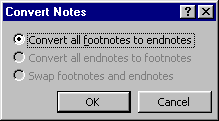 Convert Notes
Convert all footnotes to endnotes
Convert all endnotes to footnotes
Swap footnotes and endnotes
OK Cancel